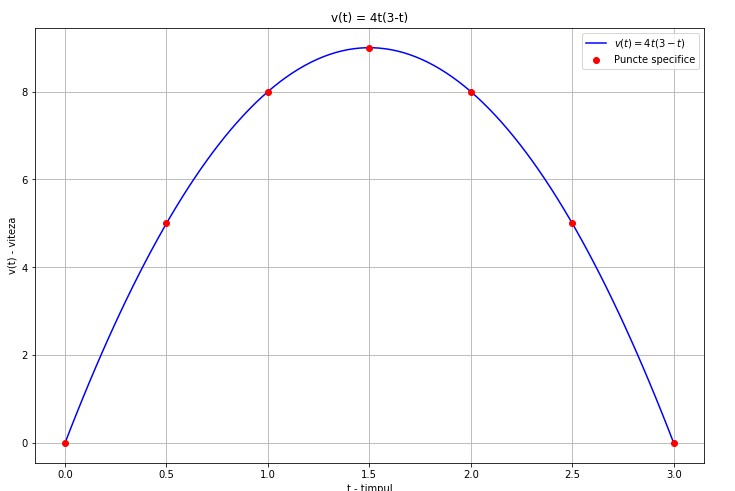 v(t) = 4t(3-t)
v(t) = 4t(3 − t)
Puncte specifice
v(t) - viteza
8
6
4
2
0
0.0 0.5 1.0 1.5 2.0 2.5 3.0
t - timpul